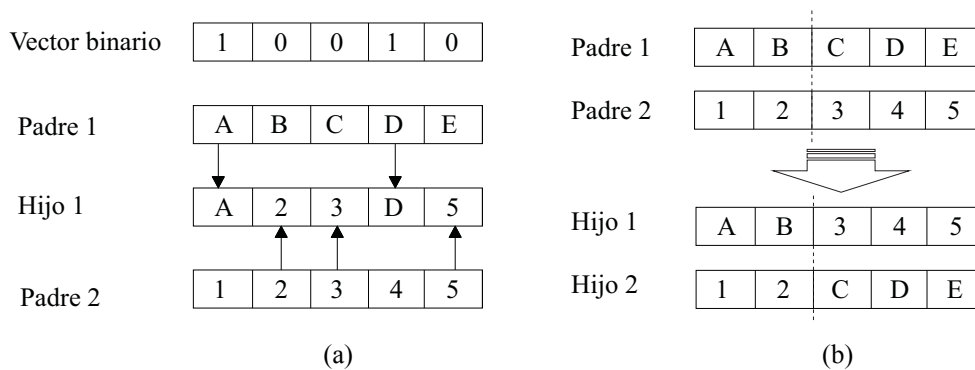 Vector binario 1 0 0 1 0
Padre 1 A B C D E
Hijo 1 A 2 3 D 5
Padre 2 1 2 3 4 5
(a)
Padre 1 A B C D E
Padre 2 1 2 3 4 5
Hijo 1 A B 3 4 5
Hijo 2 1 2 C D E
(b)